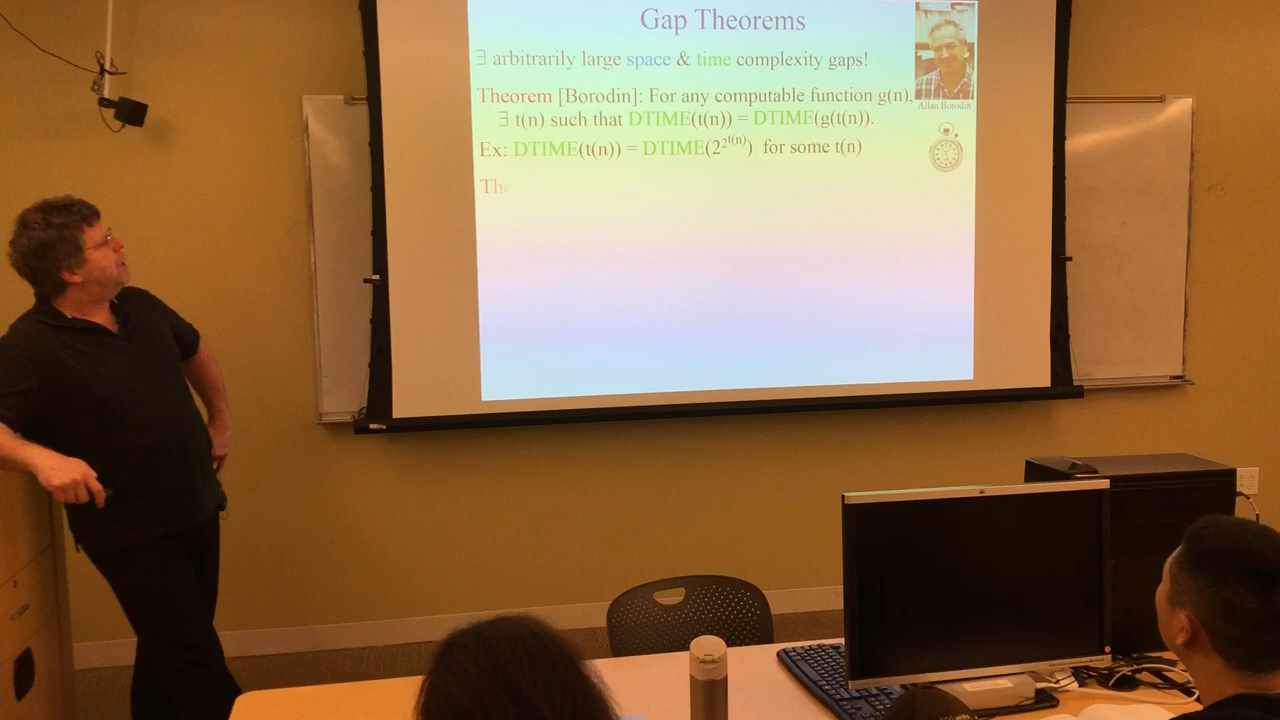 Gap Theorems
∃ arbitrarily large space & time complexity gaps!
Theorem [Borodin]: For any computable function g(n),
∃ t(n) such that DTIME(t(n)) = DTIME(g(t(n)).
Ex: DTIME(t(n)) = DTIME(2^2^t(n)) for some t(n)
The
Allan Borodin